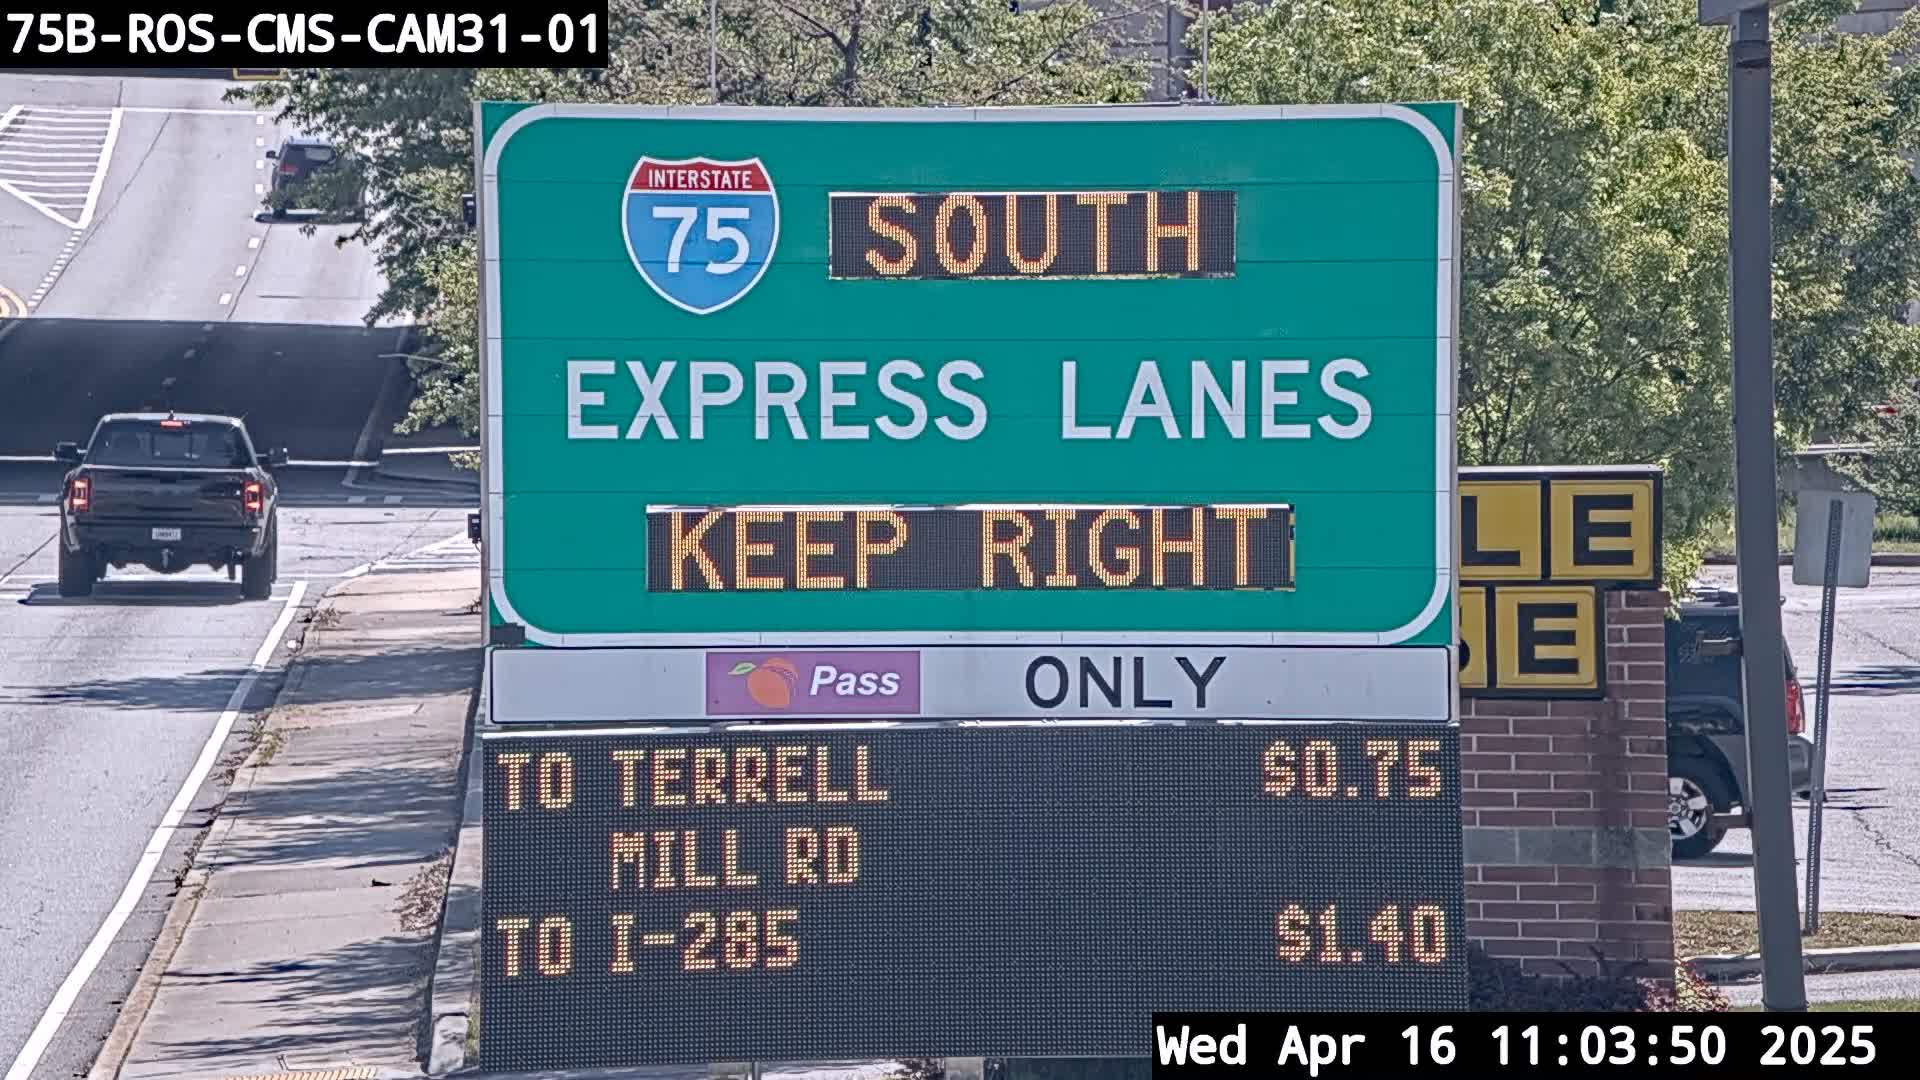 75B-ROS-CMS-CAM31-01
INTERSTATE
75
SOUTH
EXPRESS LANES
KEEP RIGHT
LE
E
Pass ONLY
TO TERRELL $0.75
MILL RD
TO I-285 $1.40
Wed Apr 16 11:03:50 2025